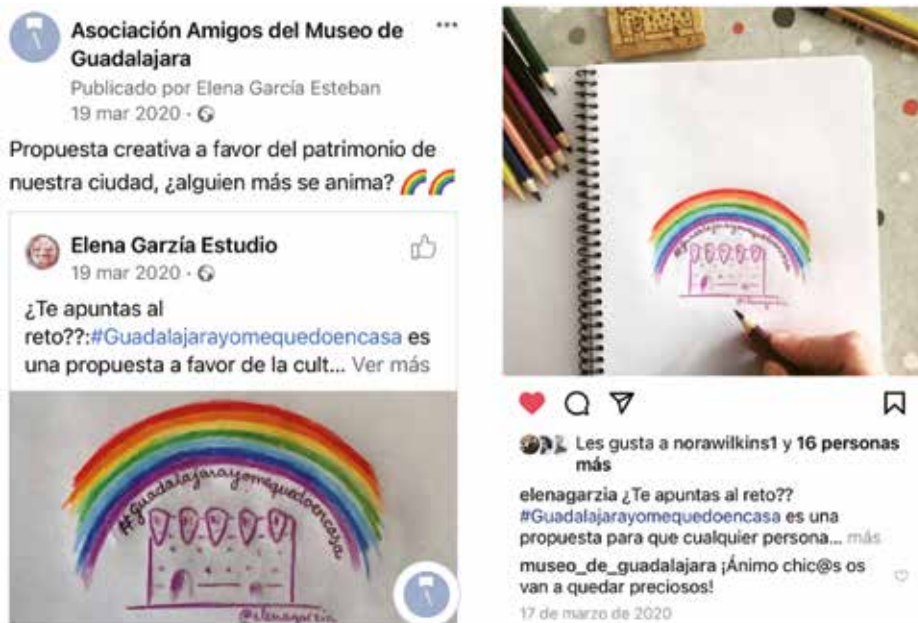 Asociación Amigos del Museo de
Guadalajara
Publicado por Elena García Esteban
19 mar 2020 ·
Propuesta creativa a favor del patrimonio de
nuestra ciudad, ¿alguien más se anima? 🌈🌈
Elena Garzía Estudio
19 mar 2020 ·
¿Te apuntas al
reto??:#Guadalajarayomequedoencasa es
una propuesta a favor de la cult... Ver más
#Guadalajarayomequedoencasa
@elenagarzia
#Guadalajarayomequedoencasa
@elenagarzia
Les gusta a norawilkins1 y 16 personas
más
elenagarzia ¿Te apuntas al reto??
#Guadalajarayomequedoencasa es una
propuesta para que cualquier persona... más
museo_de_guadalajara ¡Ánimo chic@s os
van a quedar preciosos!
17 de marzo de 2020